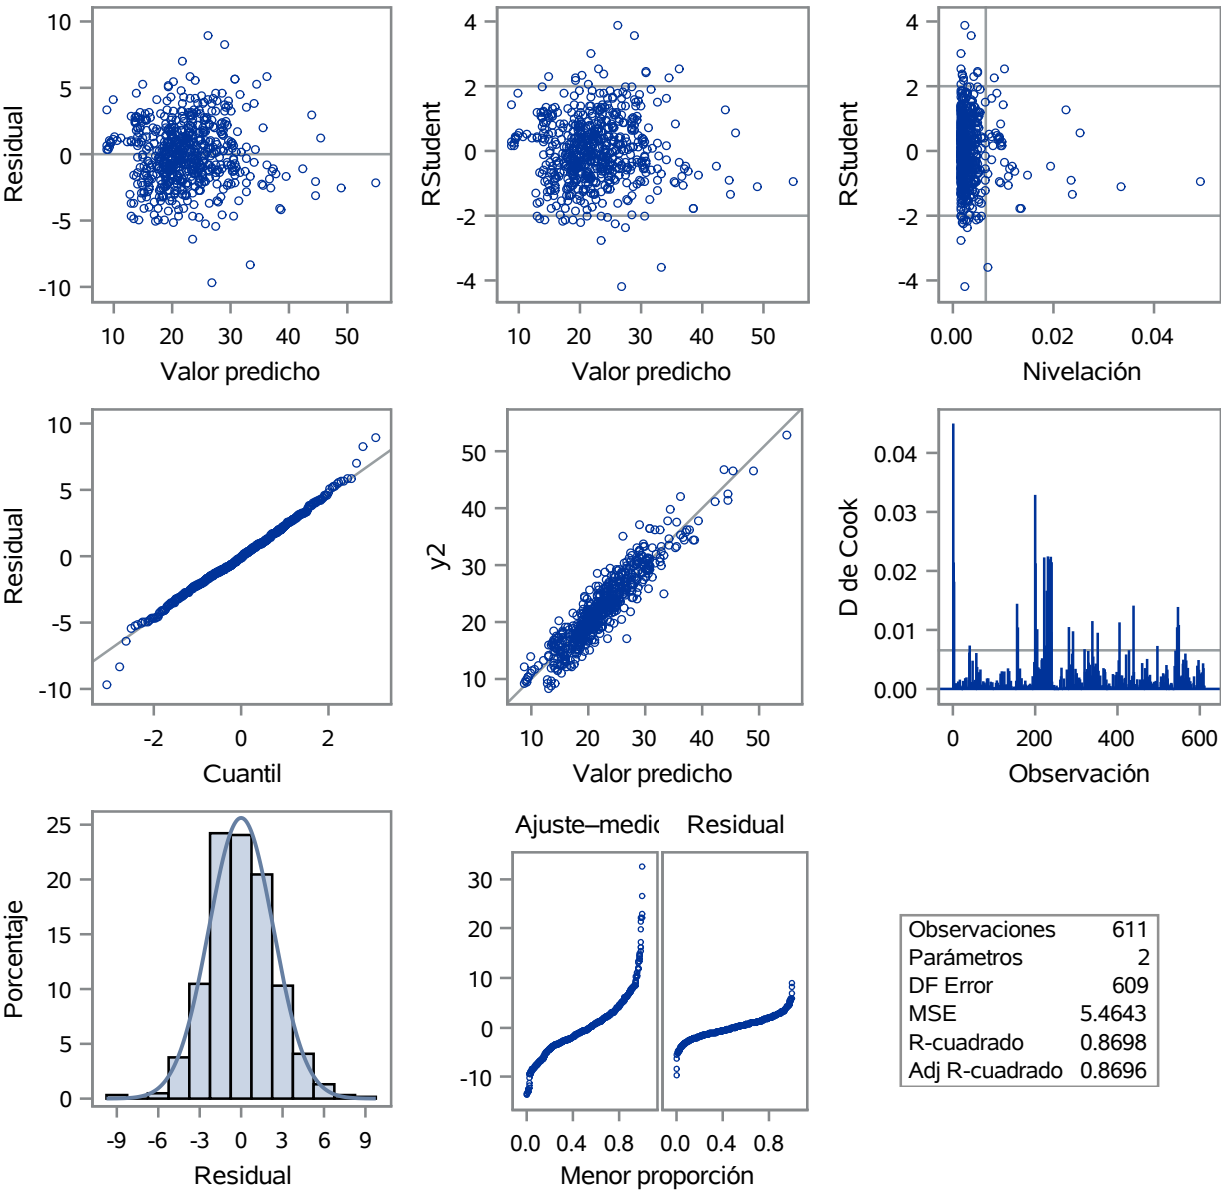 10
5
0
-5
-10
Residual
10 20 30 40 50
Valor predicho
4
2
0
-2
-4
RStudent
10 20 30 40 50
Valor predicho
4
2
0
-2
-4
RStudent
0.00 0.02 0.04
Nivelación
10
5
0
-5
-10
Residual
-2 0 2
Cuantil
50
40
30
20
10
y2
10 20 30 40 50
Valor predicho
0.04
0.03
0.02
0.01
0.00
D de Cook
0 200 400 600
Observación
25
20
15
10
5
0
Porcentaje
-9 -6 -3 0 3 6 9
Residual
Ajuste–medic Residual
30
20
10
0
-10
0.0 0.4 0.8 0.0 0.4 0.8
Menor proporción
Observaciones 611
Parámetros 2
DF Error 609
MSE 5.4643
R-cuadrado 0.8698
Adj R-cuadrado 0.8696